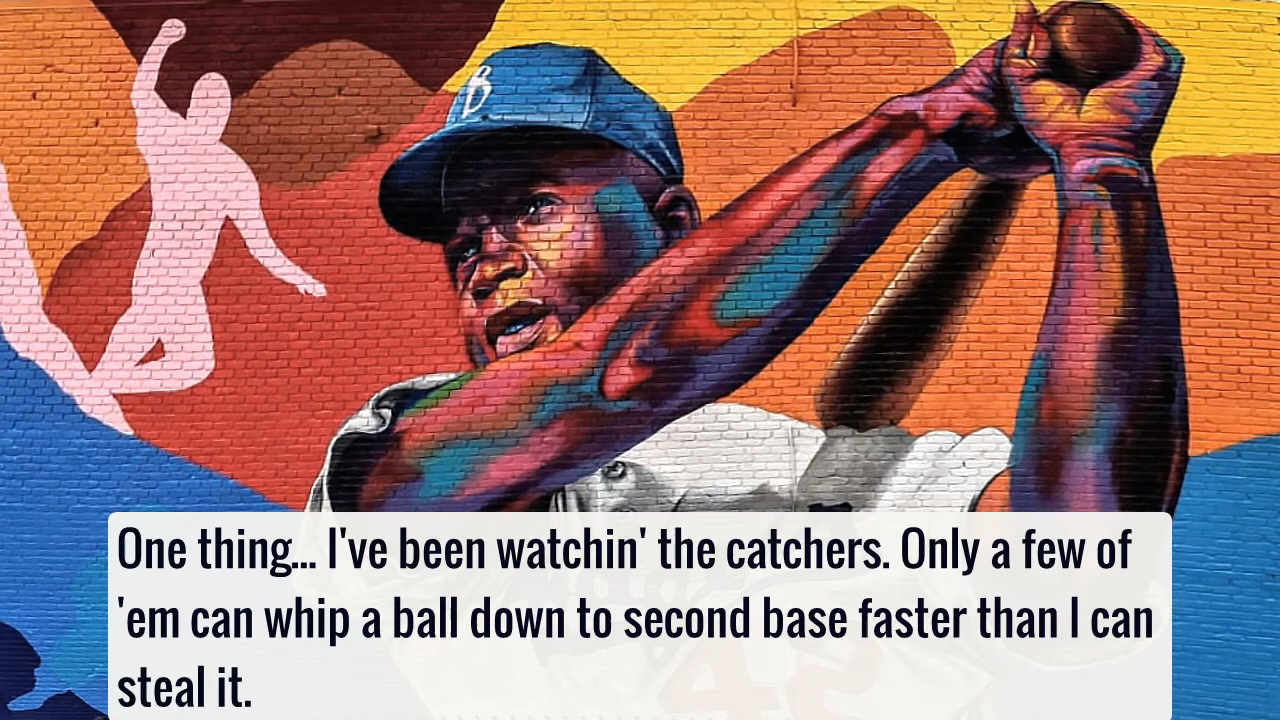 B
One thing... I've been watchin' the catchers. Only a few of
'em can whip a ball down to second base faster than I can
steal it.
42